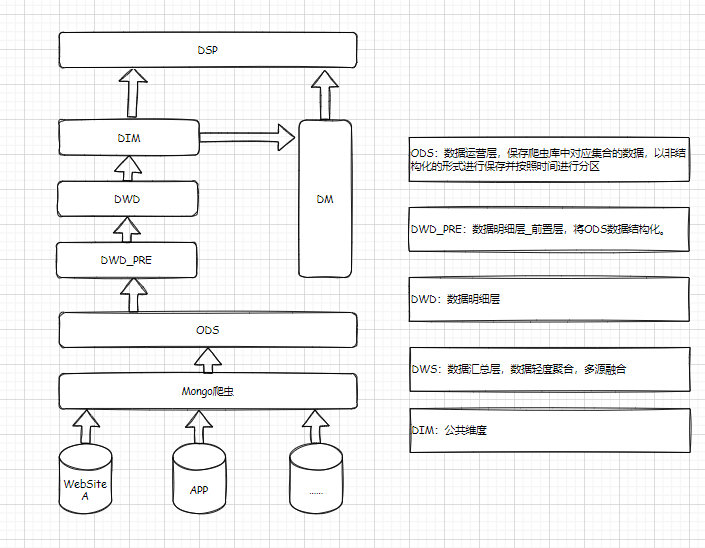 DSP
DIM
DWD
DM
DWD_PRE
ODS
Mongo爬虫
WebSite
A
APP
......
ODS：数据运营层，保存爬虫库中对应集合的数据，以非结
构化的形式进行保存并按照时间进行分区
DWD_PRE：数据明细层_前置层，将ODS数据结构化。
DWD：数据明细层
DWS：数据汇总层，数据轻度聚合，多源融合
DIM：公共维度